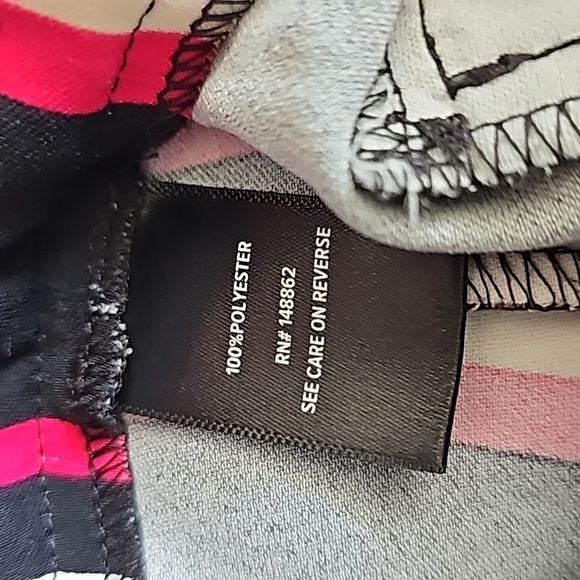 100%POLYESTER
RN# 148862
SEE CARE ON REVERSE